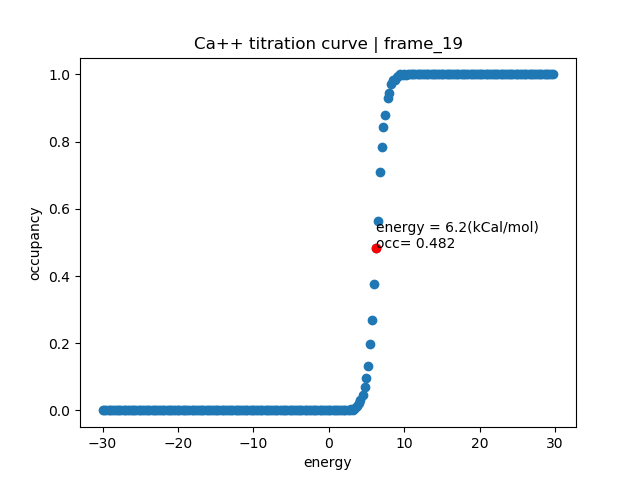 Ca++ titration curve | frame_19
1.0
0.8
0.6
energy = 6.2(kCal/mol)
occ= 0.482
0.4
0.2
0.0
occupancy
−30
−20
−10
0
10
20
30
energy